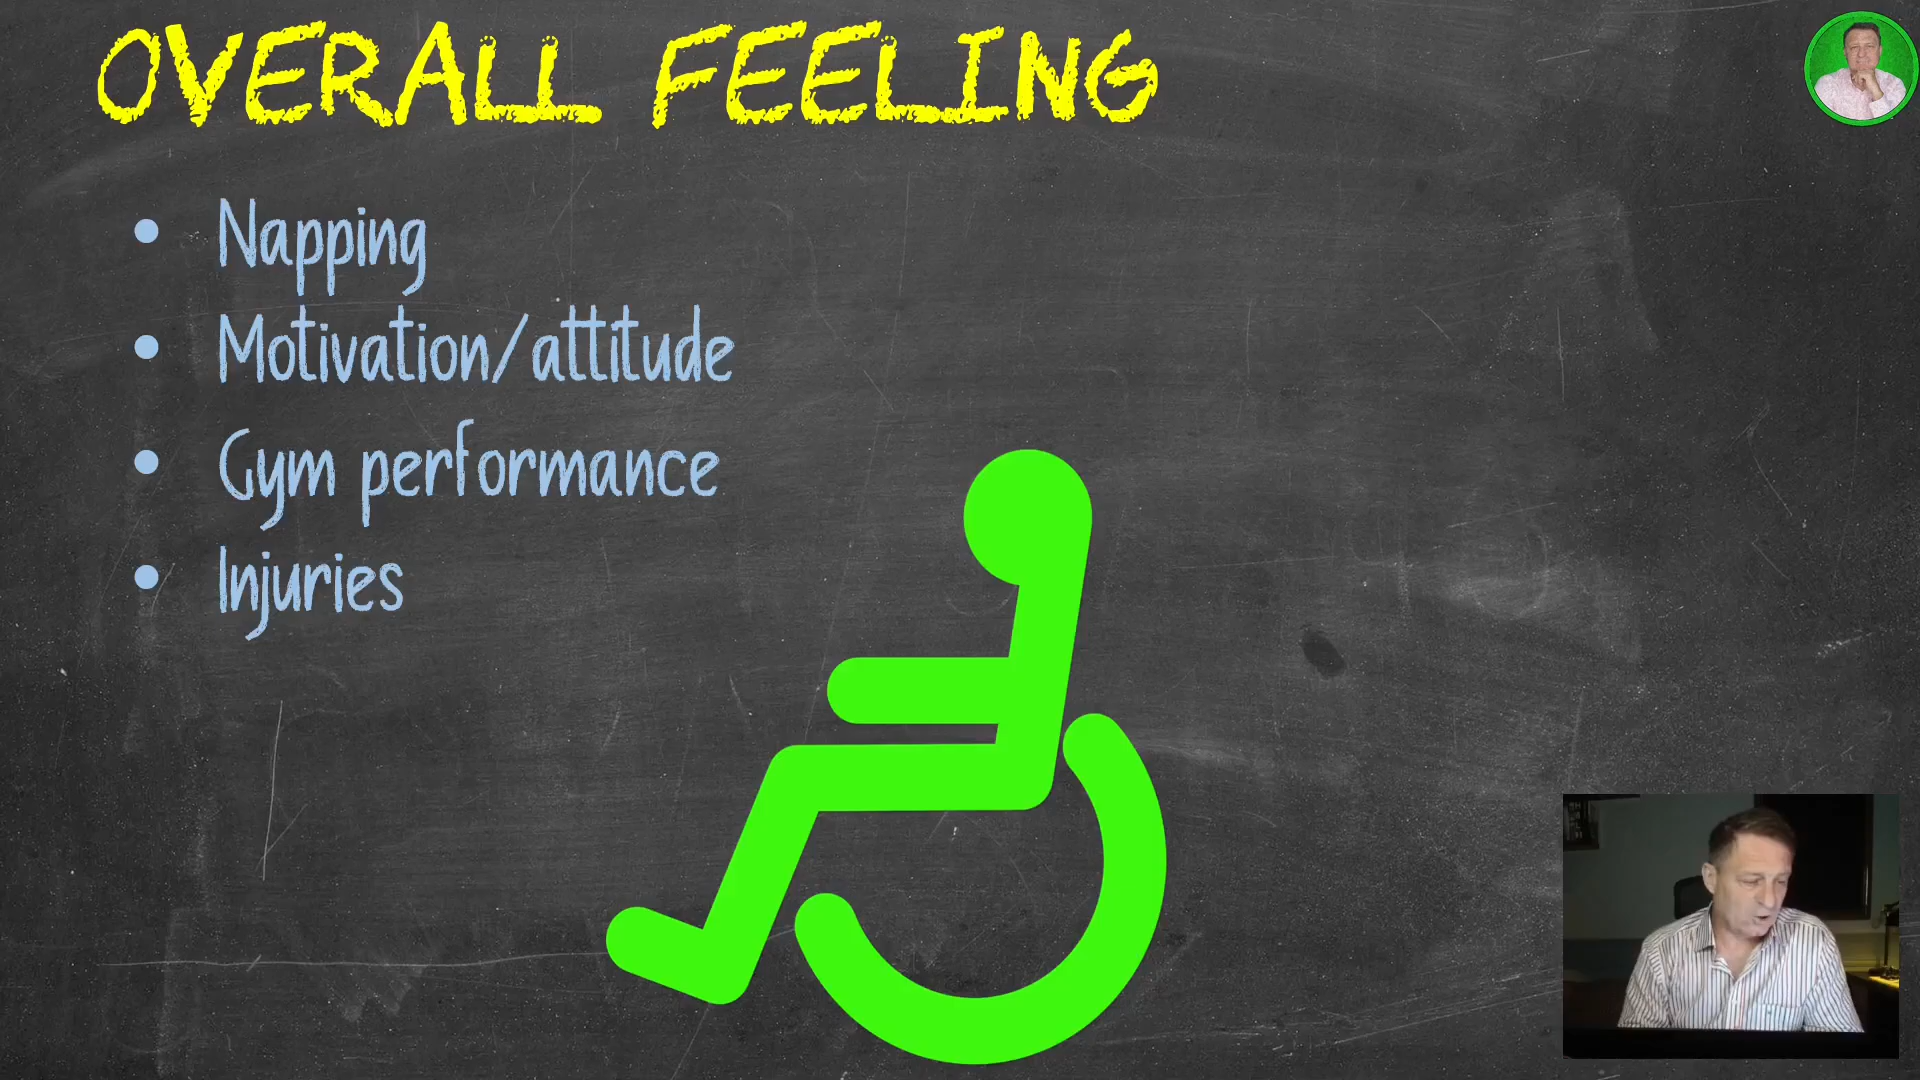 OVERALL FEELING
• Napping
• Motivation/attitude
• Gym performance
• Injuries